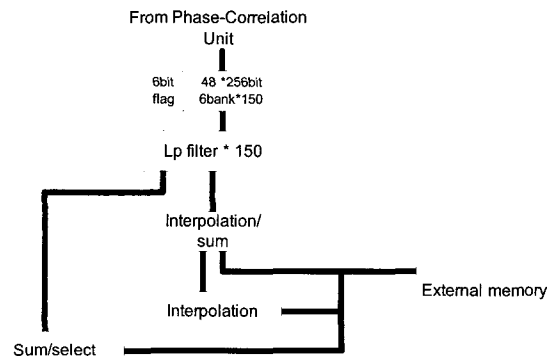 From Phase-Correlation
Unit
6bit 48 *256bit
flag 6bank*150
Lp filter * 150
Interpolation/
sum
External memory
Interpolation
Sum/select